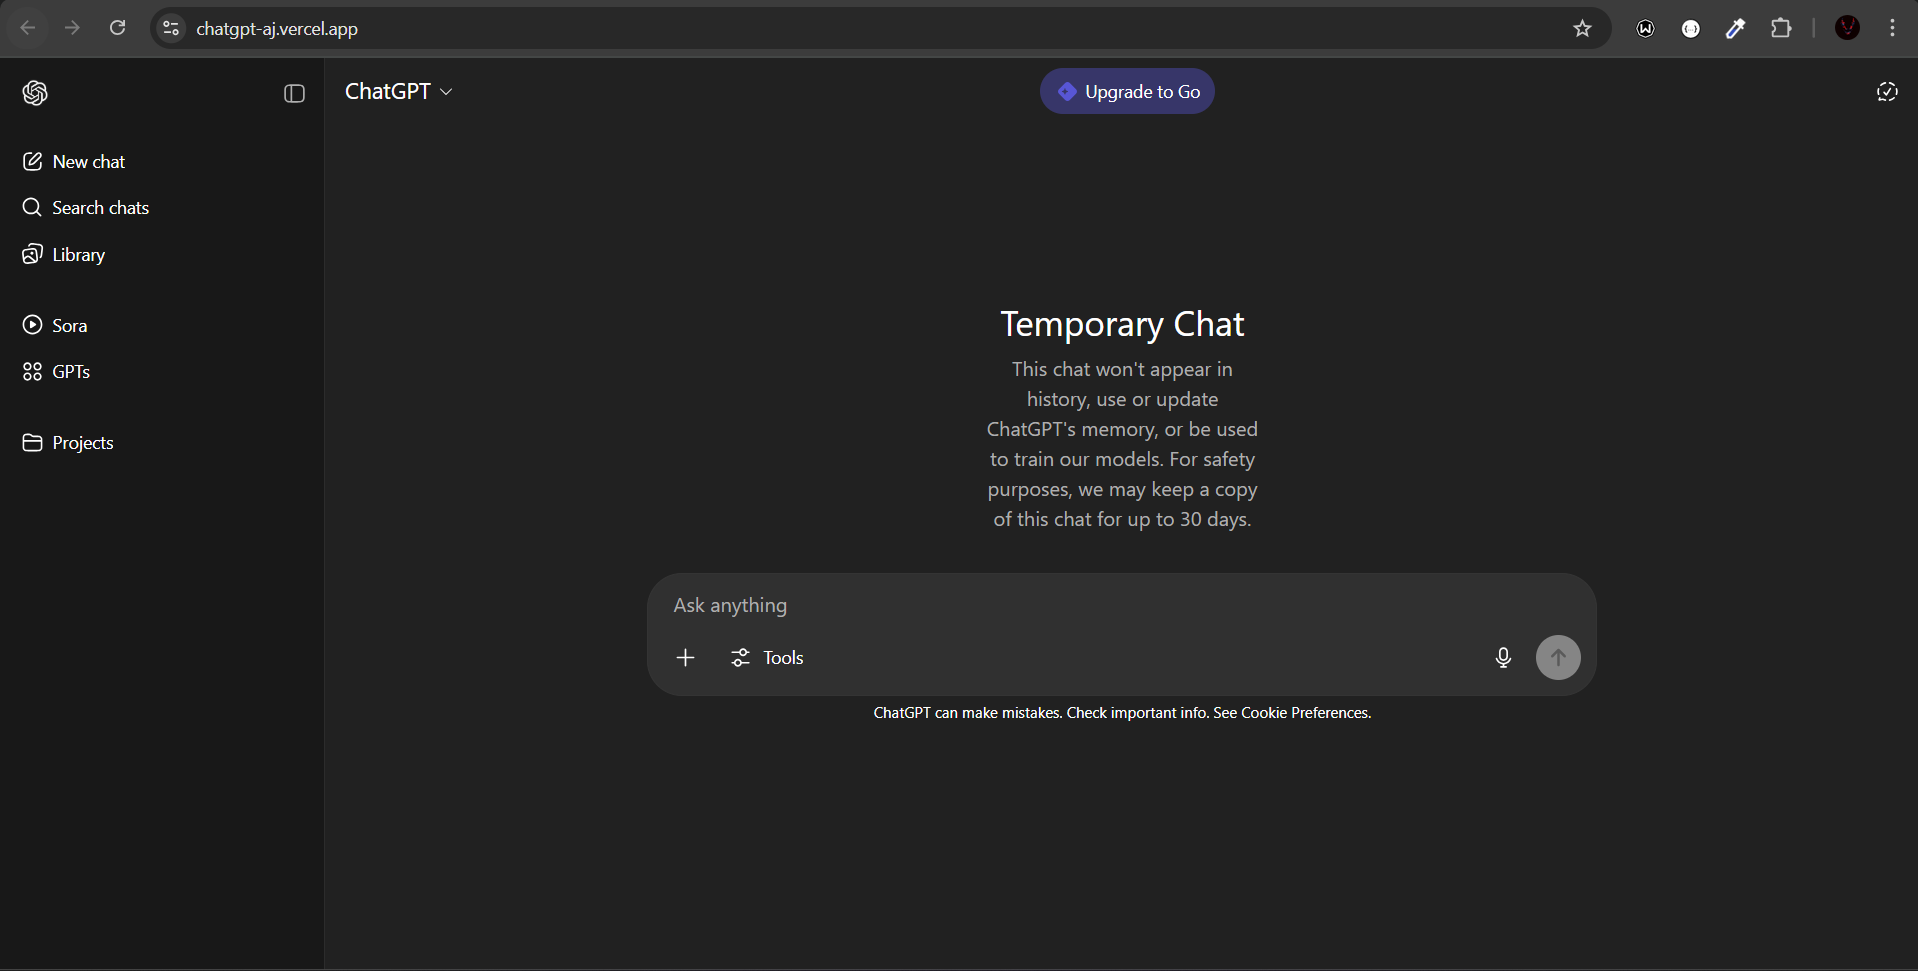 chatgpt-aj.vercel.app
ChatGPT
Upgrade to Go
New chat
Search chats
Library
Sora
GPTs
Projects
Temporary Chat
This chat won't appear in
history, use or update
ChatGPT's memory, or be used
to train our models. For safety
purposes, we may keep a copy
of this chat for up to 30 days.
Ask anything
Tools
ChatGPT can make mistakes. Check important info. See Cookie Preferences.